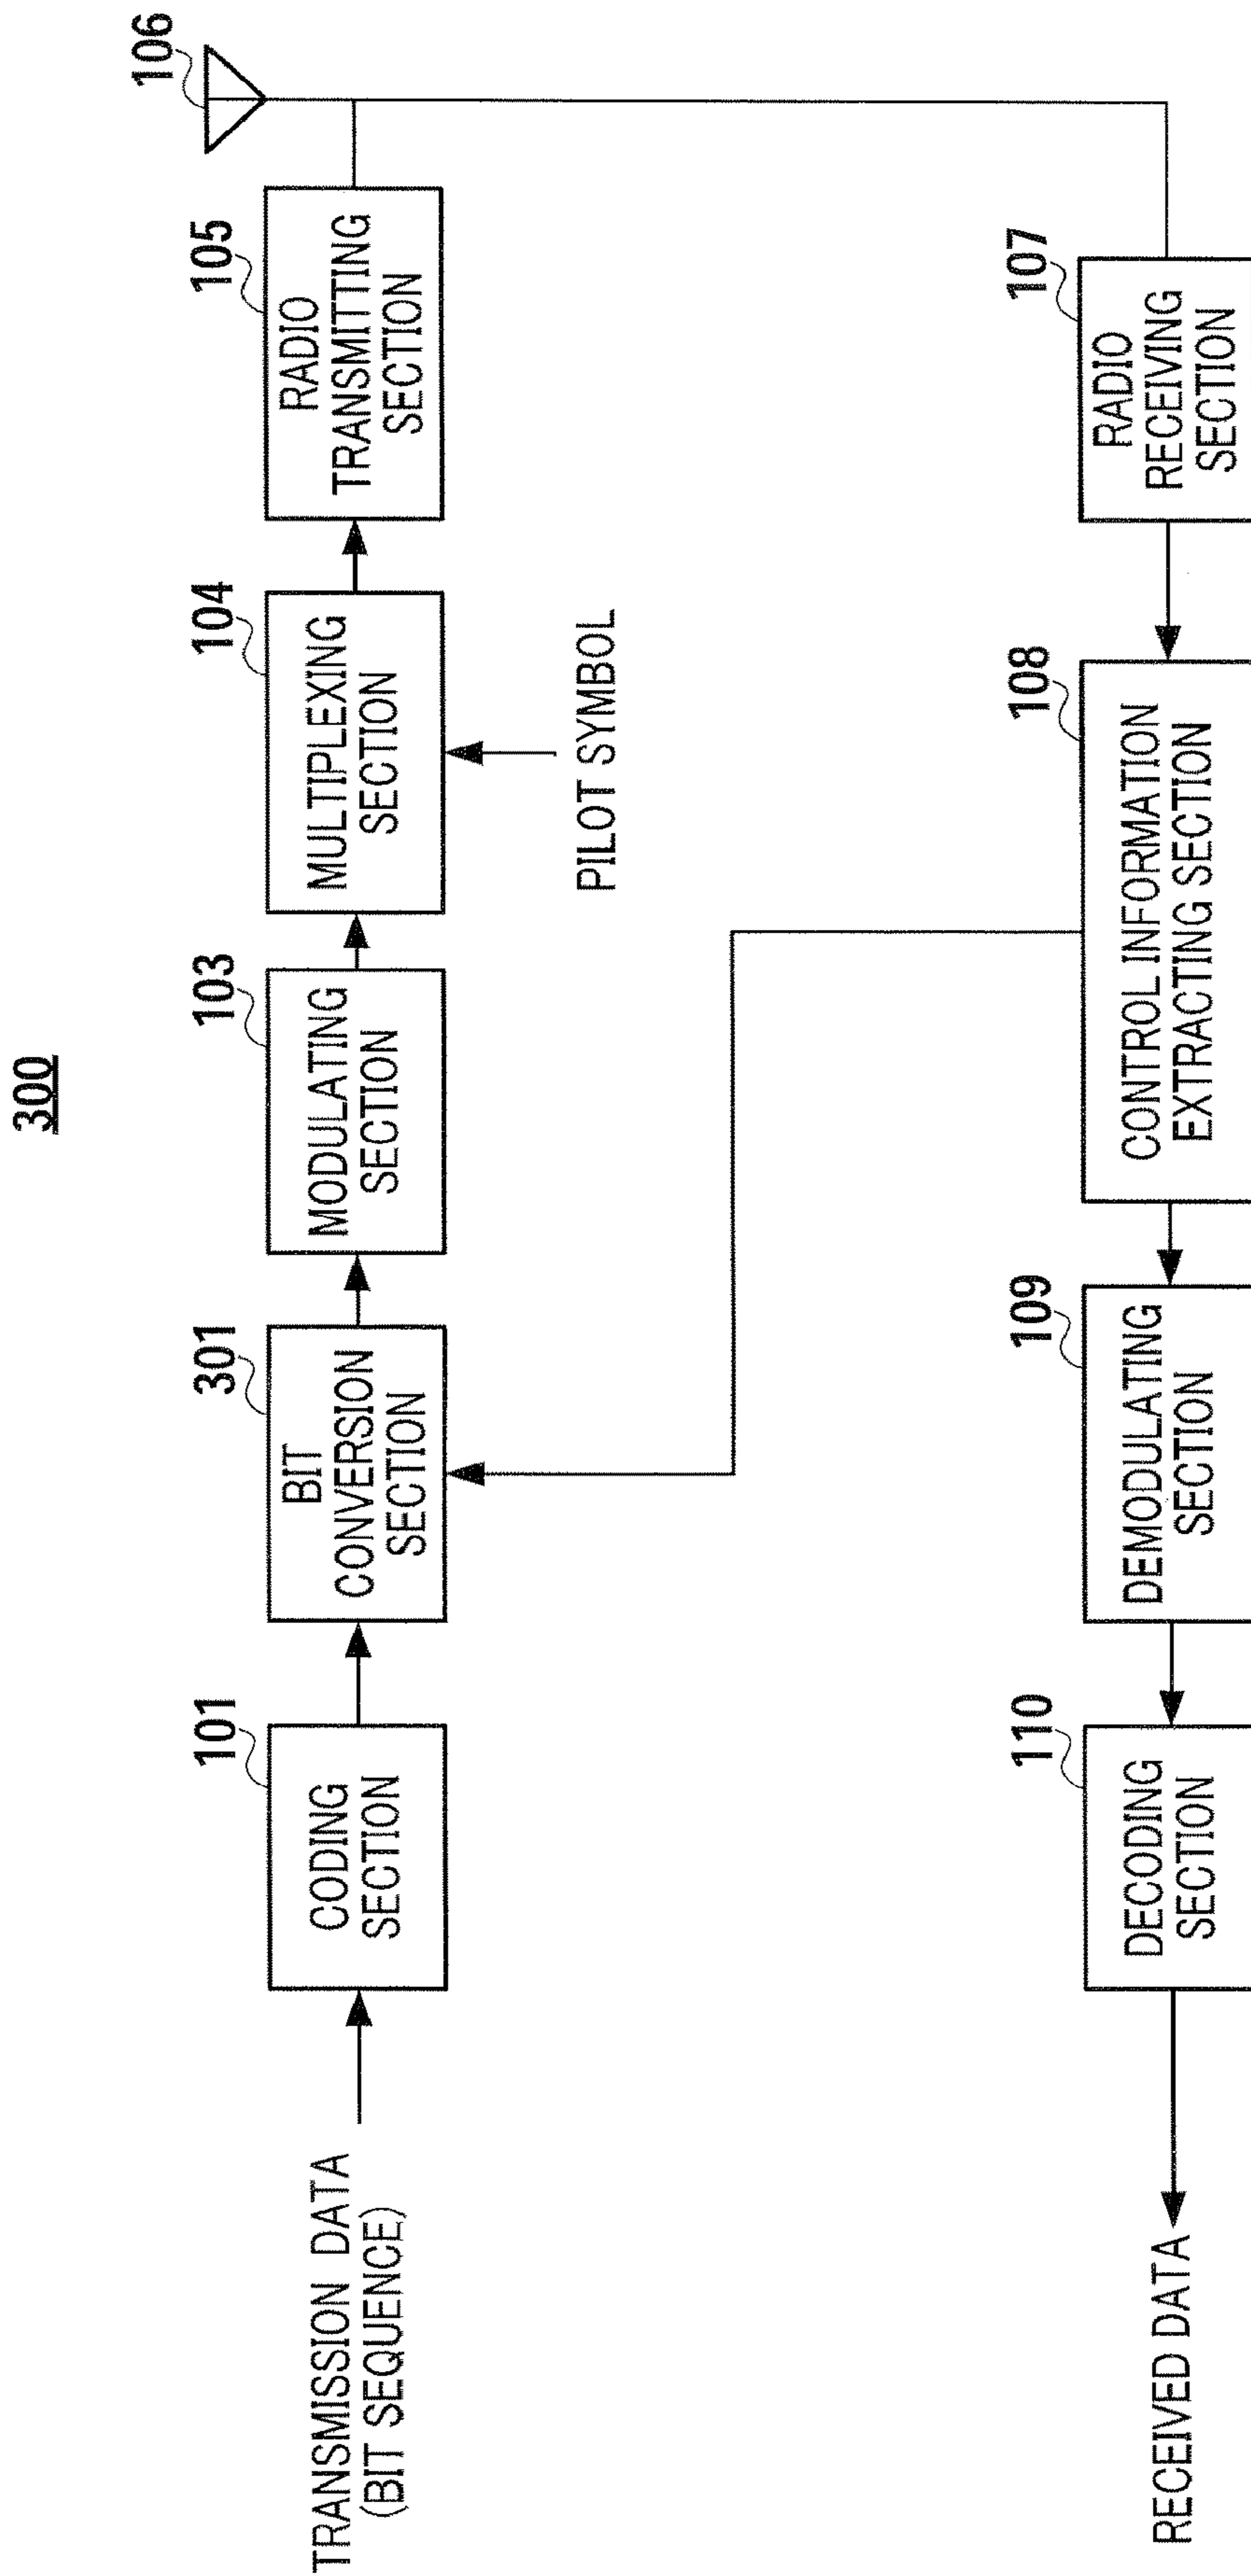 300
TRANSMISSION DATA
(BIT SEQUENCE)
101
CODING
SECTION
301
BIT
CONVERSION
SECTION
103
MODULATING
SECTION
104
MULTIPLEXING
SECTION
PILOT SYMBOL
105
RADIO
TRANSMITTING
SECTION
106
RECEIVED DATA
110
DECODING
SECTION
109
DEMODULATING
SECTION
108
CONTROL INFORMATION
EXTRACTING SECTION
107
RADIO
RECEIVING
SECTION